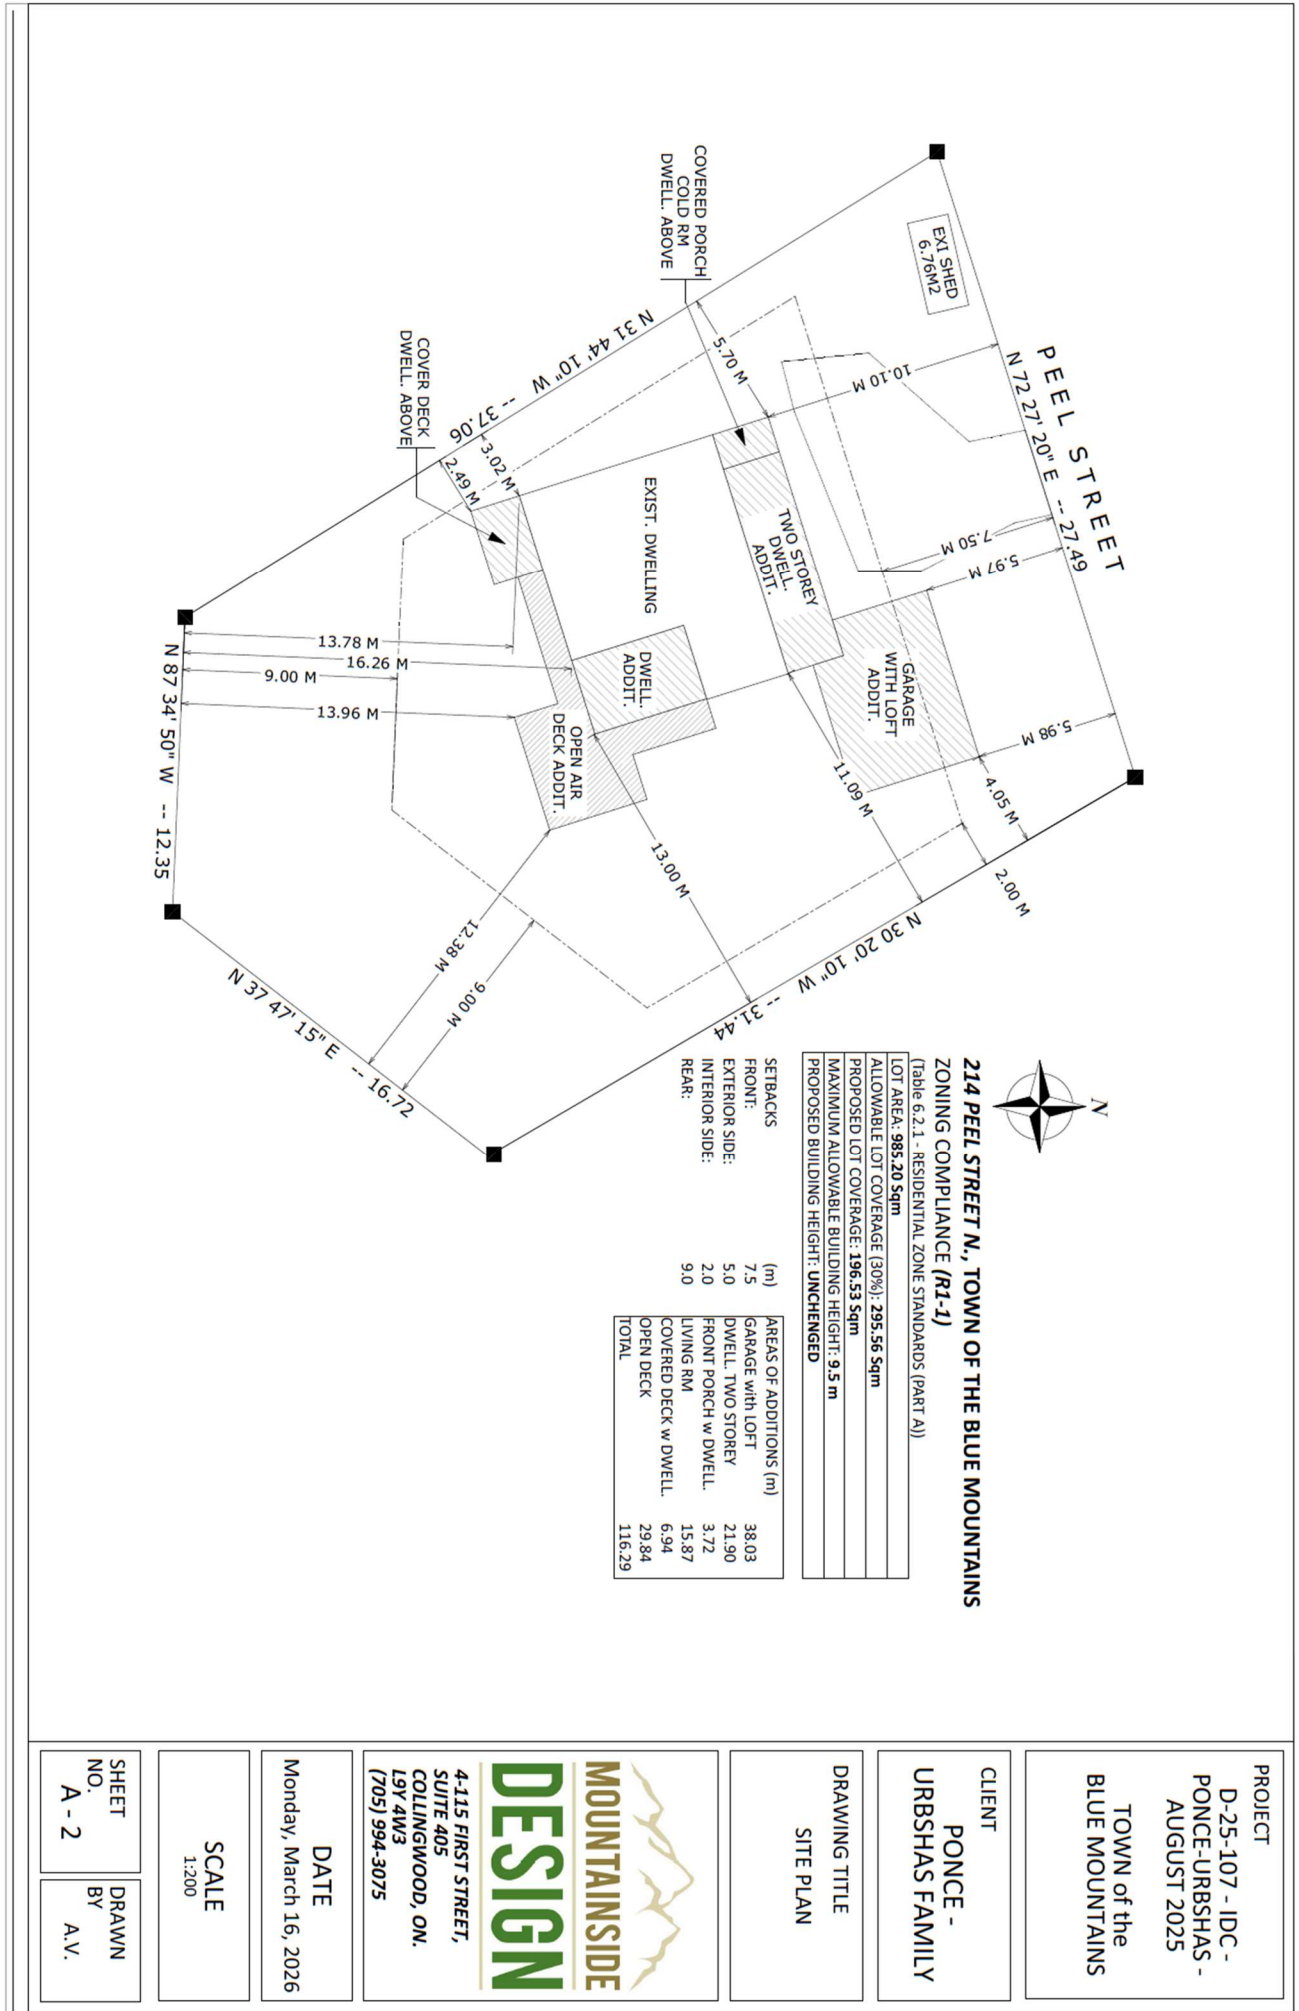 PEEL STREET
N 72 27' 20" E -- 27.49
EXI SHED
6.76M2
COVERED PORCH
COLD RM
DWELL. ABOVE
5.70 M
10.10 M
7.50 M
5.97 M
5.98 M
4.05 M
2.00 M
TWO STOREY
DWELL.
ADDIT.
GARAGE
WITH LOFT
ADDIT.
N 31 44' 10" W -- 37.06
EXIST. DWELLING
DWELL.
ADDIT.
11.09 M
13.00 M
N 30 20' 10" W -- 31.44
COVER DECK
DWELL. ABOVE
3.02 M
2.49 M
OPEN AIR
DECK ADDIT.
13.78 M
16.26 M
9.00 M
13.96 M
12.38 M
9.00 M
N 87 34' 50" W -- 12.35
N 37 47' 15" E -- 16.72
N
214 PEEL STREET N., TOWN OF THE BLUE MOUNTAINS
ZONING COMPLIANCE (R1-1)
(Table 6.2.1 - RESIDENTIAL ZONE STANDARDS (PART A))
LOT AREA: 985.20 Sqm
ALLOWABLE LOT COVERAGE (30%): 295.56 Sqm
PROPOSED LOT COVERAGE: 196.53 Sqm
MAXIMUM ALLOWABLE BUILDING HEIGHT: 9.5 m
PROPOSED BUILDING HEIGHT: UNCHENGED
SETBACKS (m)
FRONT: 7.5
EXTERIOR SIDE: 5.0
INTERIOR SIDE: 2.0
REAR: 9.0
AREAS OF ADDITIONS (m)
GARAGE with LOFT 38.03
DWELL. TWO STOREY 21.90
FRONT PORCH w DWELL. 3.72
LIVING RM 15.87
COVERED DECK w DWELL. 6.94
OPEN DECK 29.84
TOTAL 116.29
PROJECT
D-25-107 - IDC -
PONCE-URBSHAS -
AUGUST 2025
TOWN of the
BLUE MOUNTAINS
CLIENT
PONCE -
URBSHAS FAMILY
DRAWING TITLE
SITE PLAN
MOUNTAINSIDE
DESIGN
4-115 FIRST STREET,
SUITE 405
COLLINGWOOD, ON.
L9Y 4W3
(705) 994-3075
DATE
Monday, March 16, 2026
SCALE
1:200
SHEET
NO.
A - 2
DRAWN
BY
A.V.